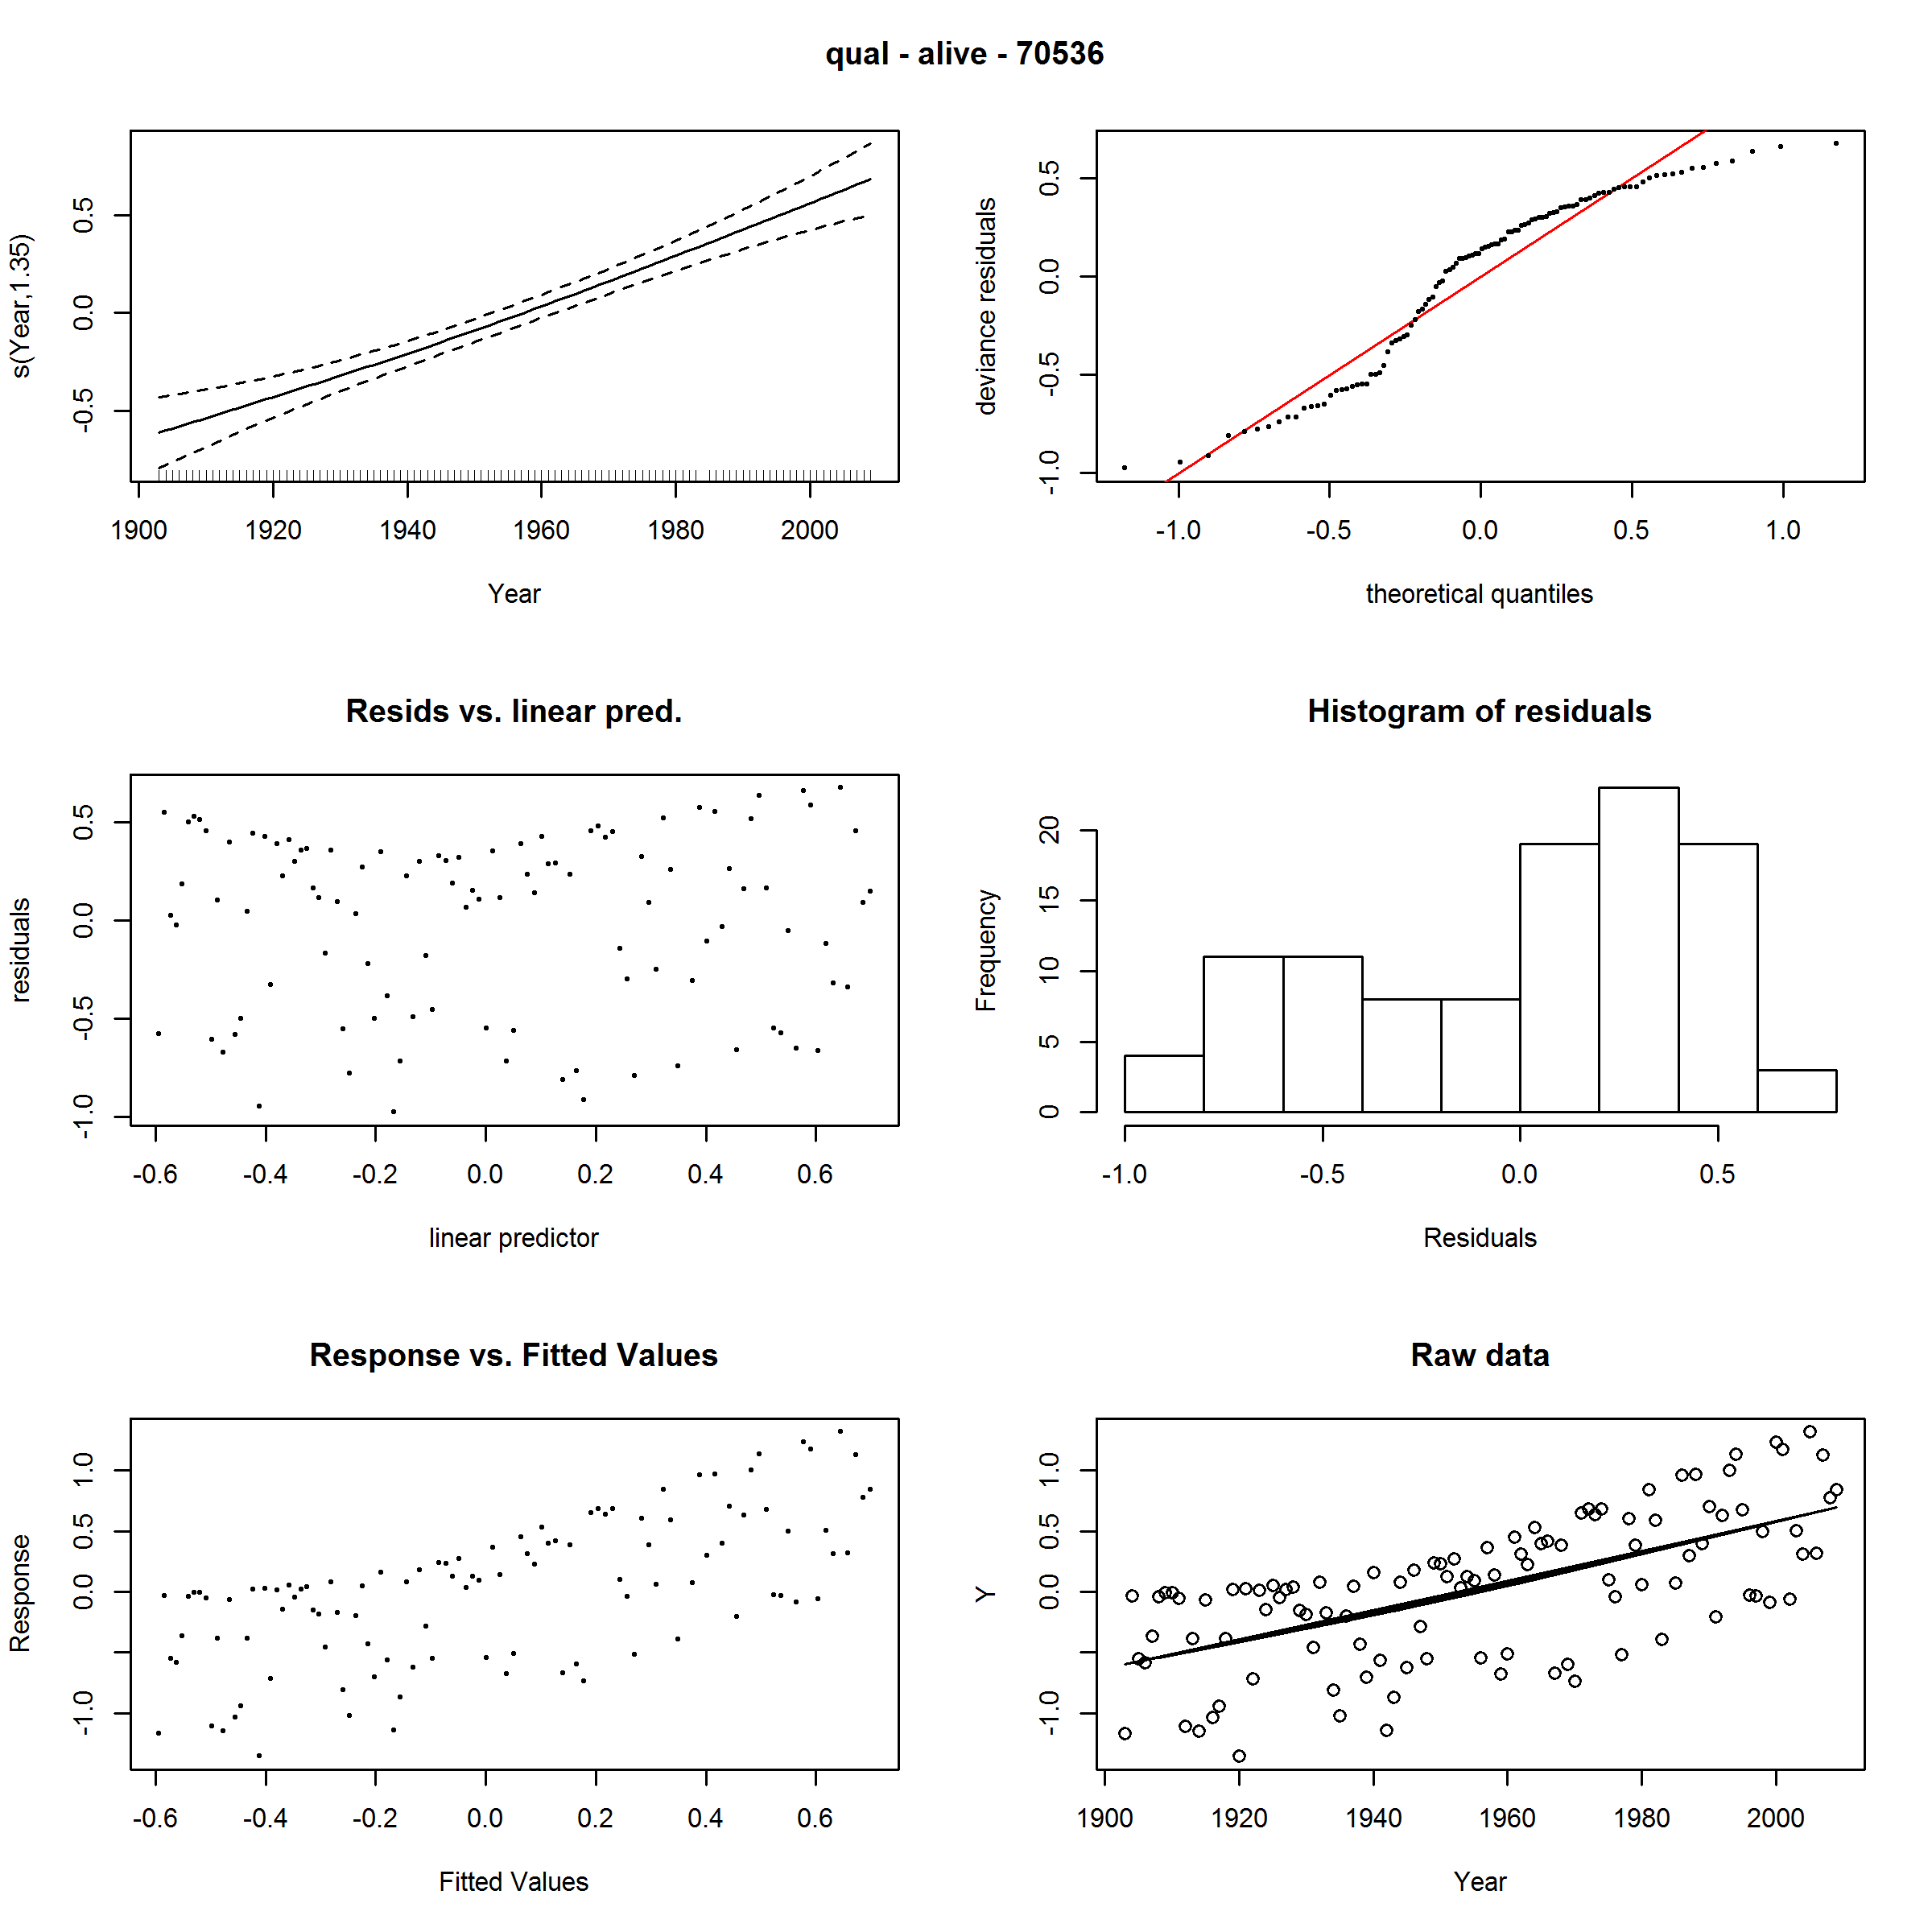 qual - alive - 70536
s(Year,1.35)
-0.5 0.0 0.5
1900 1920 1940 1960 1980 2000
Year
deviance residuals
-1.0 -0.5 0.0 0.5
-1.0 -0.5 0.0 0.5 1.0
theoretical quantiles
Resids vs. linear pred.
residuals
-1.0 -0.5 0.0 0.5
-0.6 -0.4 -0.2 0.0 0.2 0.4 0.6
linear predictor
Histogram of residuals
Frequency
0 5 10 15 20
-1.0 -0.5 0.0 0.5
Residuals
Response vs. Fitted Values
Response
-1.0 0.0 0.5 1.0
-0.6 -0.4 -0.2 0.0 0.2 0.4 0.6
Fitted Values
Raw data
Y
-1.0 0.0 0.5 1.0
1900 1920 1940 1960 1980 2000
Year